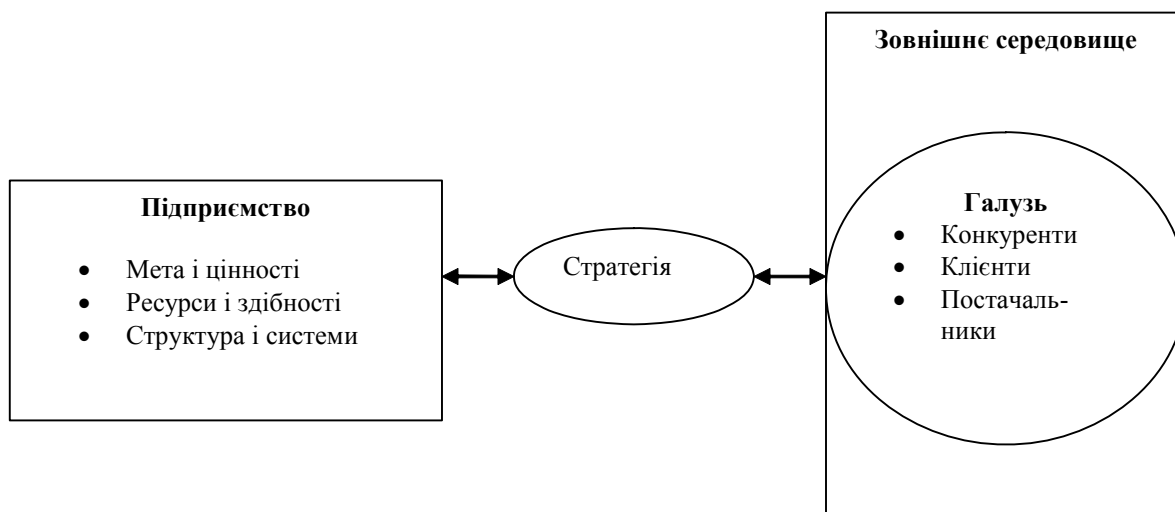 Підприємство
• Мета і цінності
• Ресурси і здібності
• Структура і системи
Стратегія
Зовнішнє середовище
Галузь
• Конкуренти
• Клієнти
• Постачаль-
ники